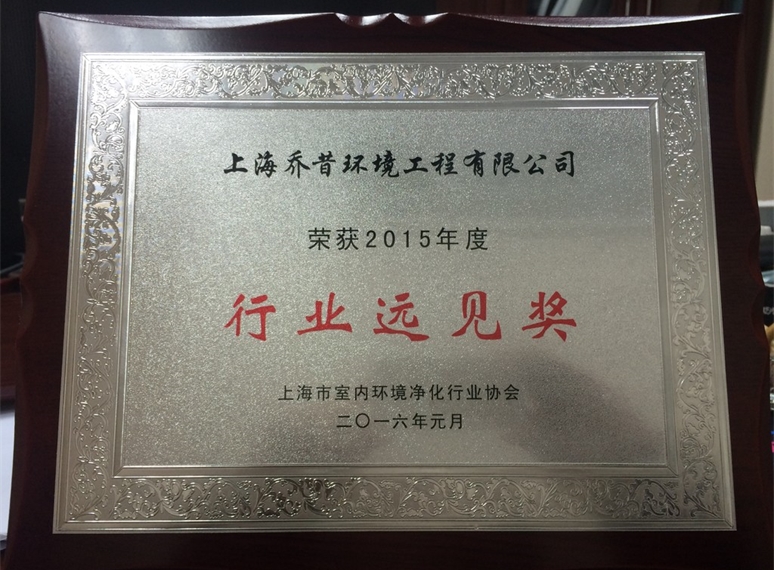 上海乔昔环境工程有限公司
荣获2015年度
行业远见奖
上海市室内环境净化行业协会
二〇一六年元月